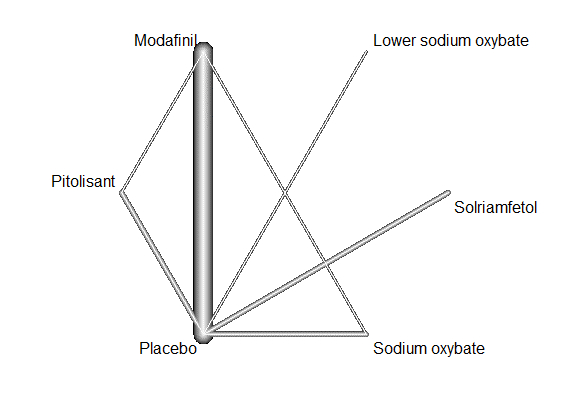 Modafinil
Lower sodium oxybate
Pitolisant
Solriamfetol
Placebo
Sodium oxybate